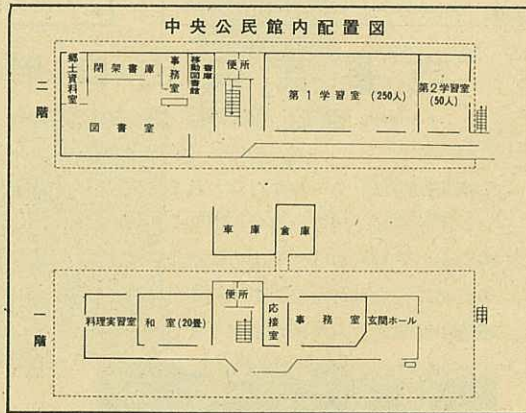 中央公民館内配置図
二階
郷土資料室
閉架書庫
事務室
移動図書館書庫
便所
第1学習室(250人)
第2学習室(50人)
図書室
車庫
倉庫
一階
料理実習室
和室(20畳)
便所
応接室
事務室
玄関ホール